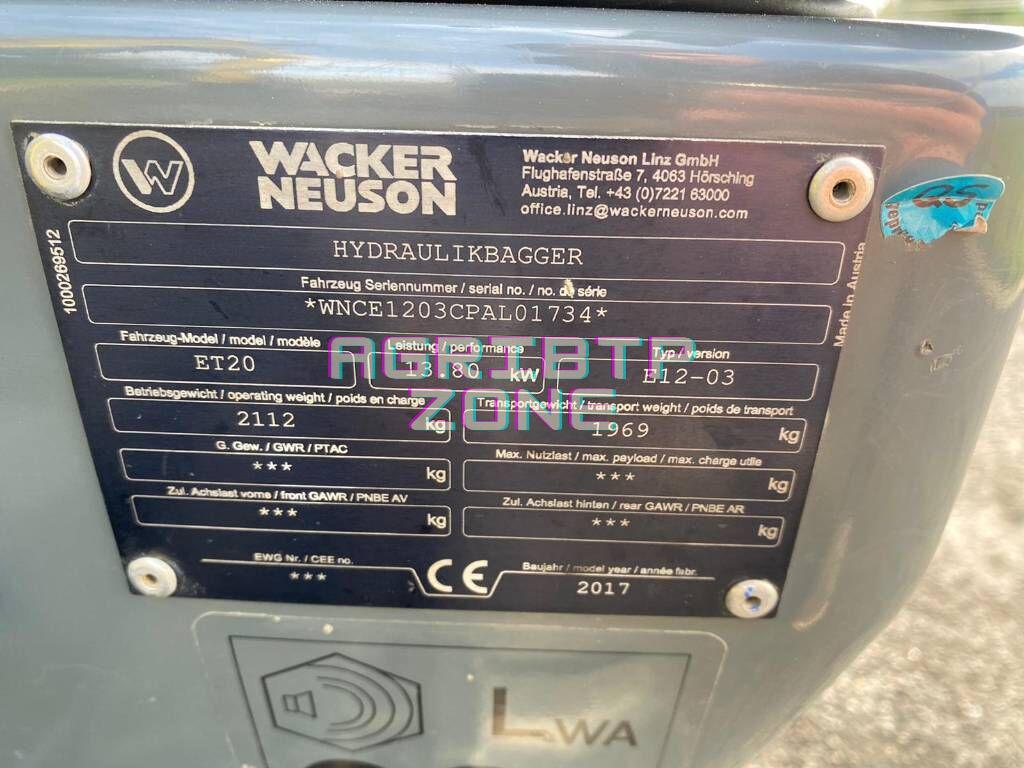 W
WACKER
NEUSON
Wacker Neuson Linz GmbH
Flughafenstraße 7, 4063 Hörsching
Austria, Tel. +43 (0)7221 63000
office.linz@wackerneuson.com
1000269512
HYDRAULIKBAGGER
Fahrzeug Seriennummer / serial no. / no. de série
*WNCE1203CPAL01734*
Made in Austria
Fahrzeug-Model / model / modèle
ET20
Leistung / performance
13.80 kW
Typ / version
E12-03
Betriebsgewicht / operating weight / poids en charge
2112 kg
Transportgewicht / transport weight / poids de transport
1969 kg
G. Gew. / GWR / PTAC
*** kg
Max. Nutzlast / max. payload / max. charge utile
*** kg
Zul. Achslast vorne / front GAWR / PNBE AV
*** kg
Zul. Achslast hinten / rear GAWR / PNBE AR
*** kg
EWG Nr. / CEE no.
***
CE
Baujahr / model year / année fabr.
2017
AGRIBTP
ZONE
LWA